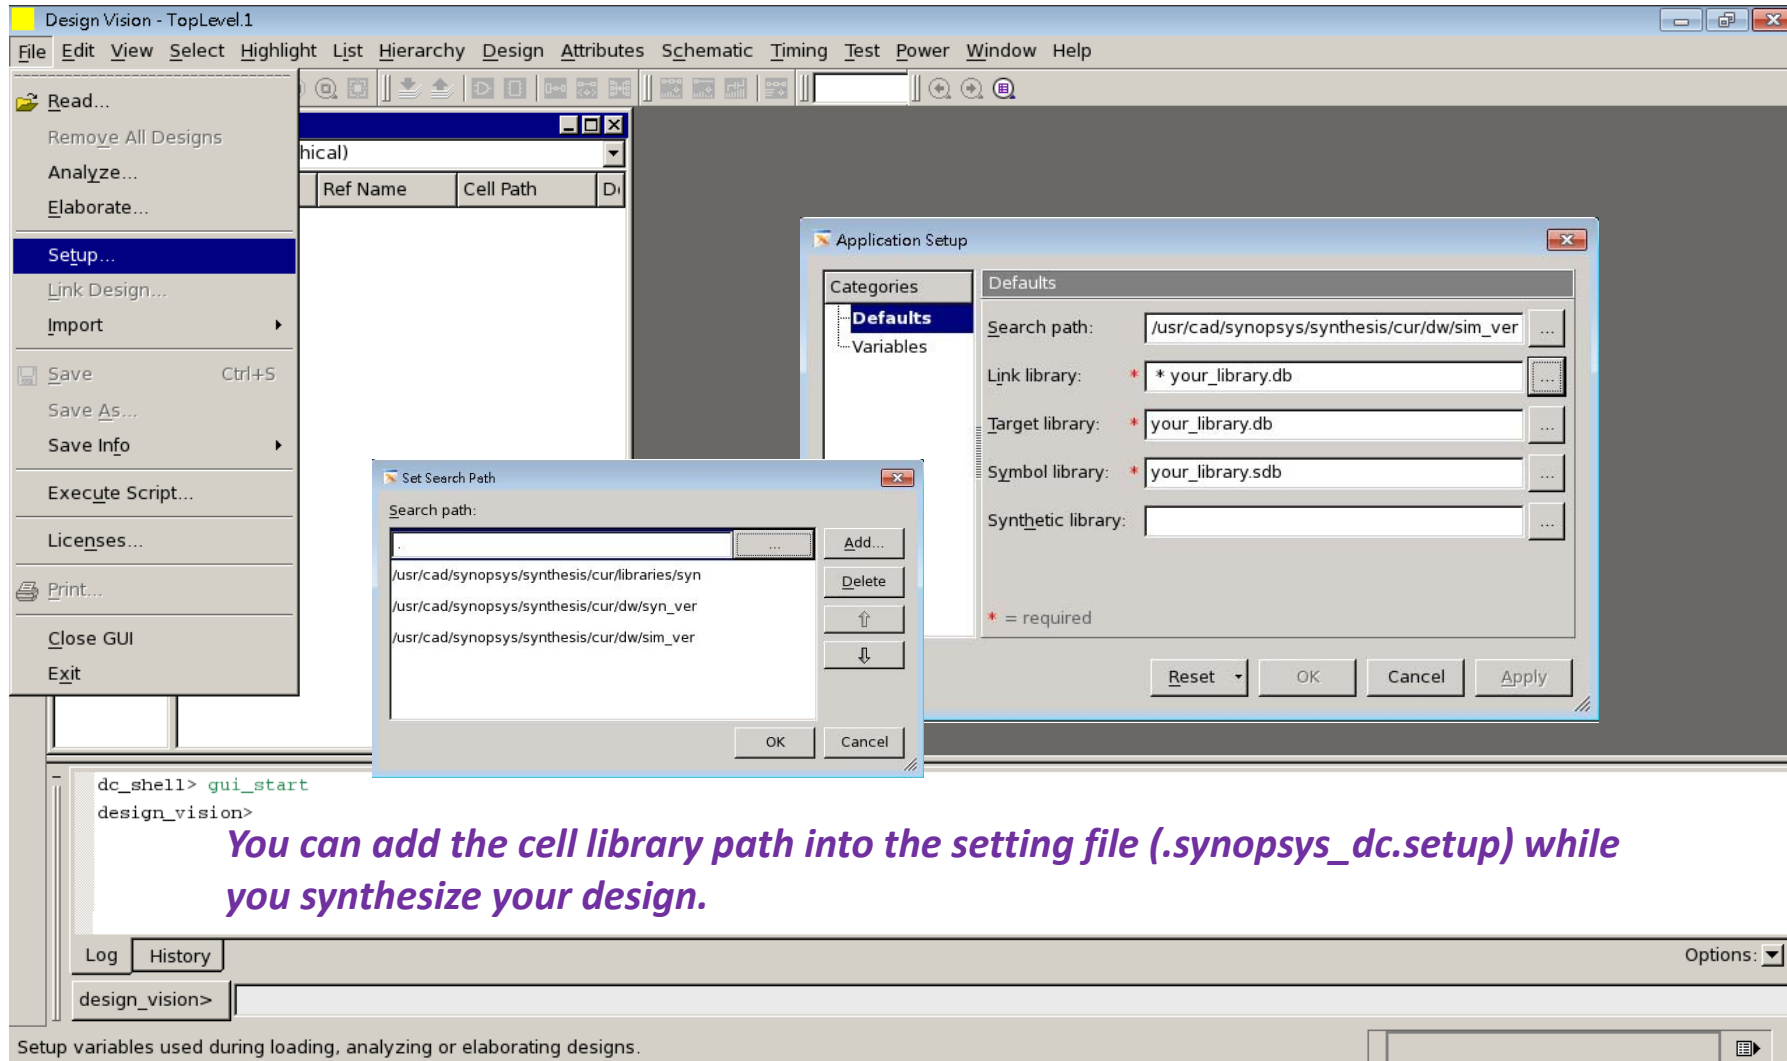 Design Vision - TopLevel.1
File Edit View Select Highlight List Hierarchy Design Attributes Schematic Timing Test Power Window Help
Read...
Remove All Designs
Analyze...
Elaborate...
Setup...
Link Design...
Import
Save Ctrl+S
Save As...
Save Info
Execute Script...
Licenses...
Print...
Close GUI
Exit
hical)
Ref Name Cell Path
Application Setup
Categories
Defaults
Variables
Defaults
Search path: /usr/cad/synopsys/synthesis/cur/dw/sim_ver ...
Link library: * * your_library.db ...
Target library: * your_library.db ...
Symbol library: * your_library.sdb ...
Synthetic library: ...
* = required
Reset OK Cancel Apply
Set Search Path
Search path:
. ... Add...
/usr/cad/synopsys/synthesis/cur/libraries/syn
Delete
/usr/cad/synopsys/synthesis/cur/dw/syn_ver
/usr/cad/synopsys/synthesis/cur/dw/sim_ver
OK Cancel
dc_shell> gui_start
design_vision>
You can add the cell library path into the setting file (.synopsys_dc.setup) while
you synthesize your design.
Log History Options:
design_vision>
Setup variables used during loading, analyzing or elaborating designs.